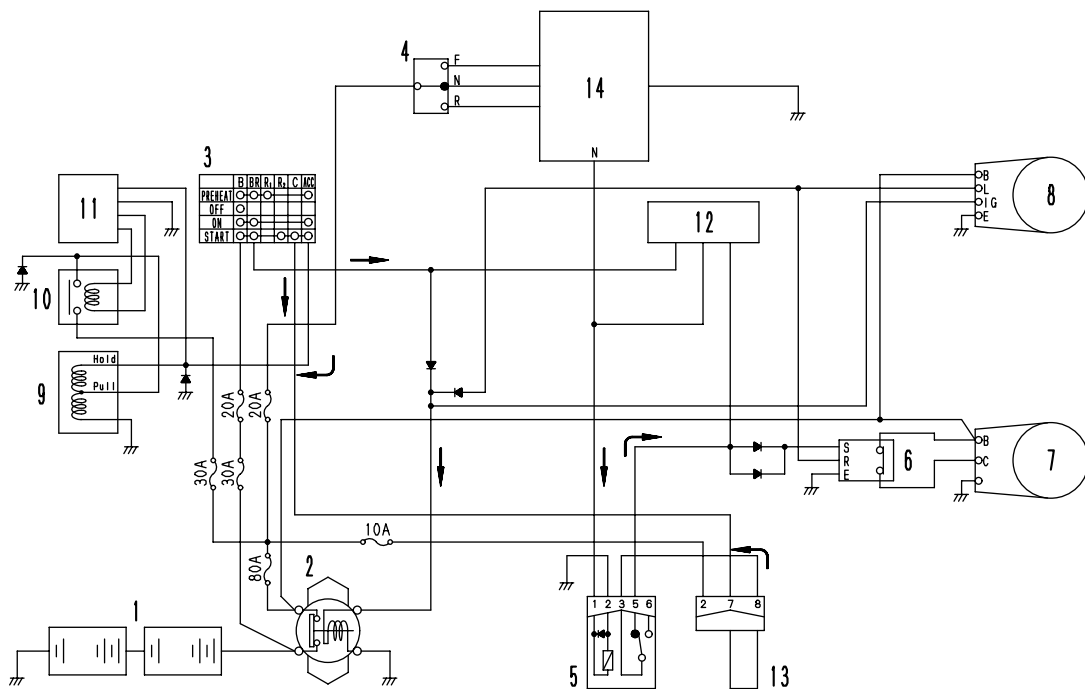 4
F
N
R
14
N
3
B BR R₁ R₂ C ACC
PREHEAT
OFF
ON
START
11
12
B
L
IG
E
8
10
Hold
Pull
9
20A
20A
30A
30A
10A
80A
S
R
E
6
B
C
7
1
2
1 2 3 5 6
5
2 7 8
13